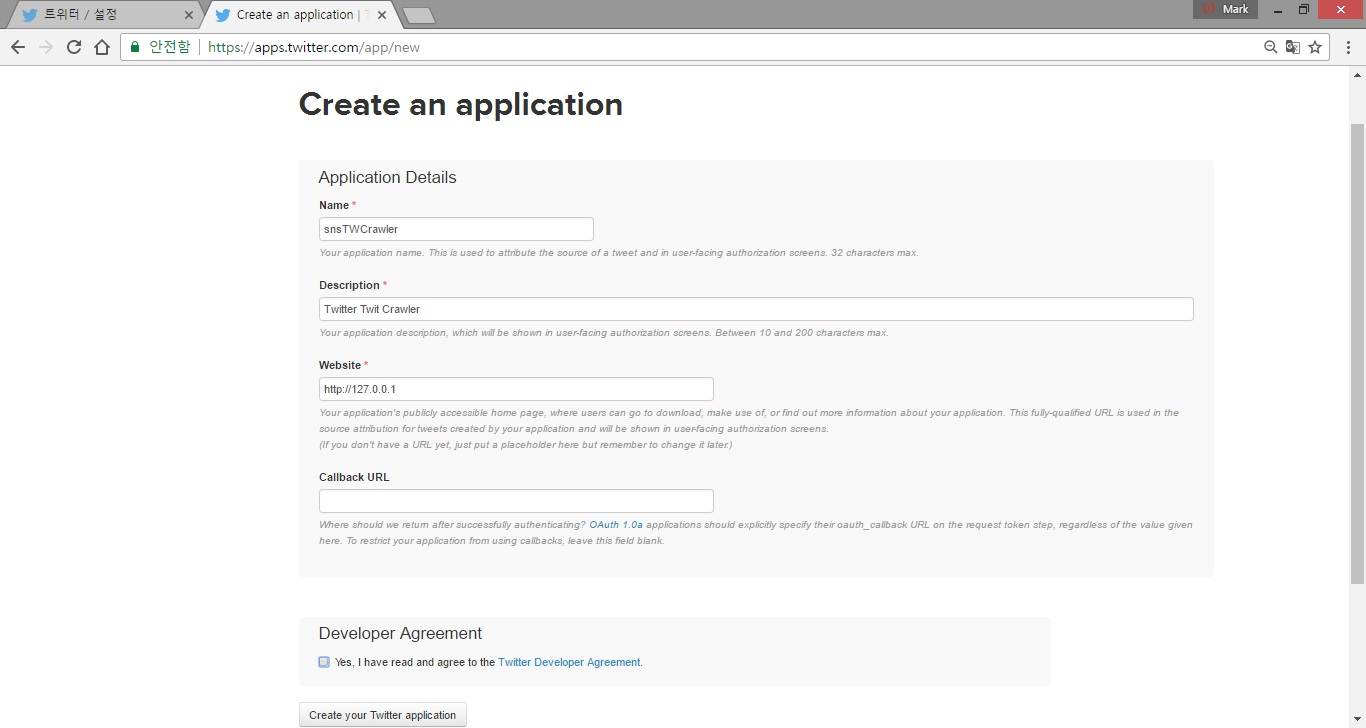 트위터 / 설정
Create an application |
Mark
안전함
https://apps.twitter.com/app/new
Create an application
Application Details
Name *
snsTWCrawler
Your application name. This is used to attribute the source of a tweet and in user-facing authorization screens. 32 characters max.
Description *
Twitter Twit Crawler
Your application description, which will be shown in user-facing authorization screens. Between 10 and 200 characters max.
Website *
http://127.0.0.1
Your application's publicly accessible home page, where users can go to download, make use of, or find out more information about your application. This fully-qualified URL is used in the
source attribution for tweets created by your application and will be shown in user-facing authorization screens.
(If you don't have a URL yet, just put a placeholder here but remember to change it later.)
Callback URL
Where should we return after successfully authenticating? OAuth 1.0a applications should explicitly specify their oauth_callback URL on the request token step, regardless of the value given
here. To restrict your application from using callbacks, leave this field blank.
Developer Agreement
Yes, I have read and agree to the Twitter Developer Agreement.
Create your Twitter application